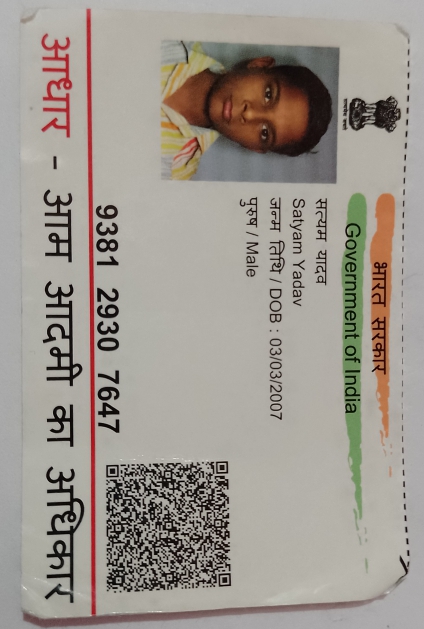 भारत सरकार
Government of India
सत्यम यादव
Satyam Yadav
जन्म तिथि / DOB : 03/03/2007
पुरुष / Male
9381 2930 7647
आधार - आम आदमी का अधिकार